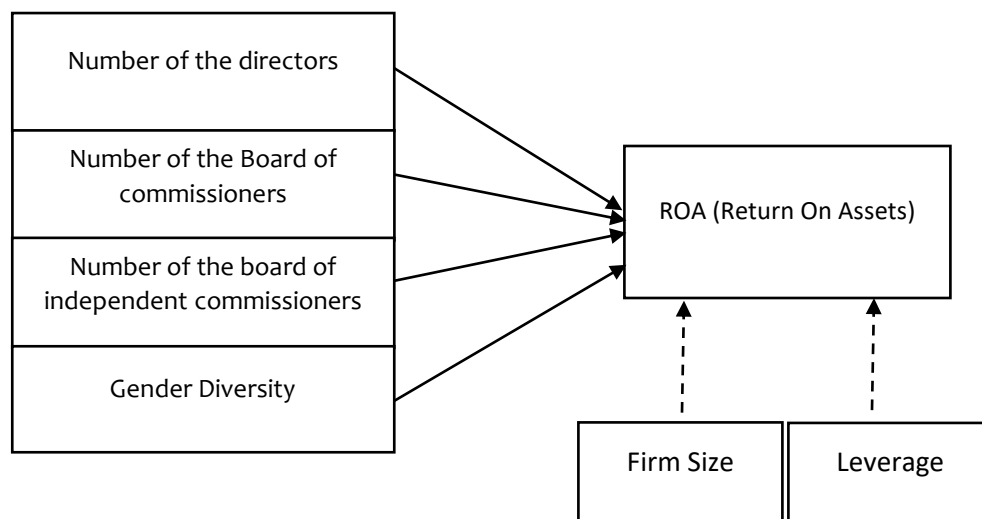 Number of the directors
Number of the Board of
commissioners
Number of the board of
independent commissioners
Gender Diversity
ROA (Return On Assets)
Firm Size
Leverage